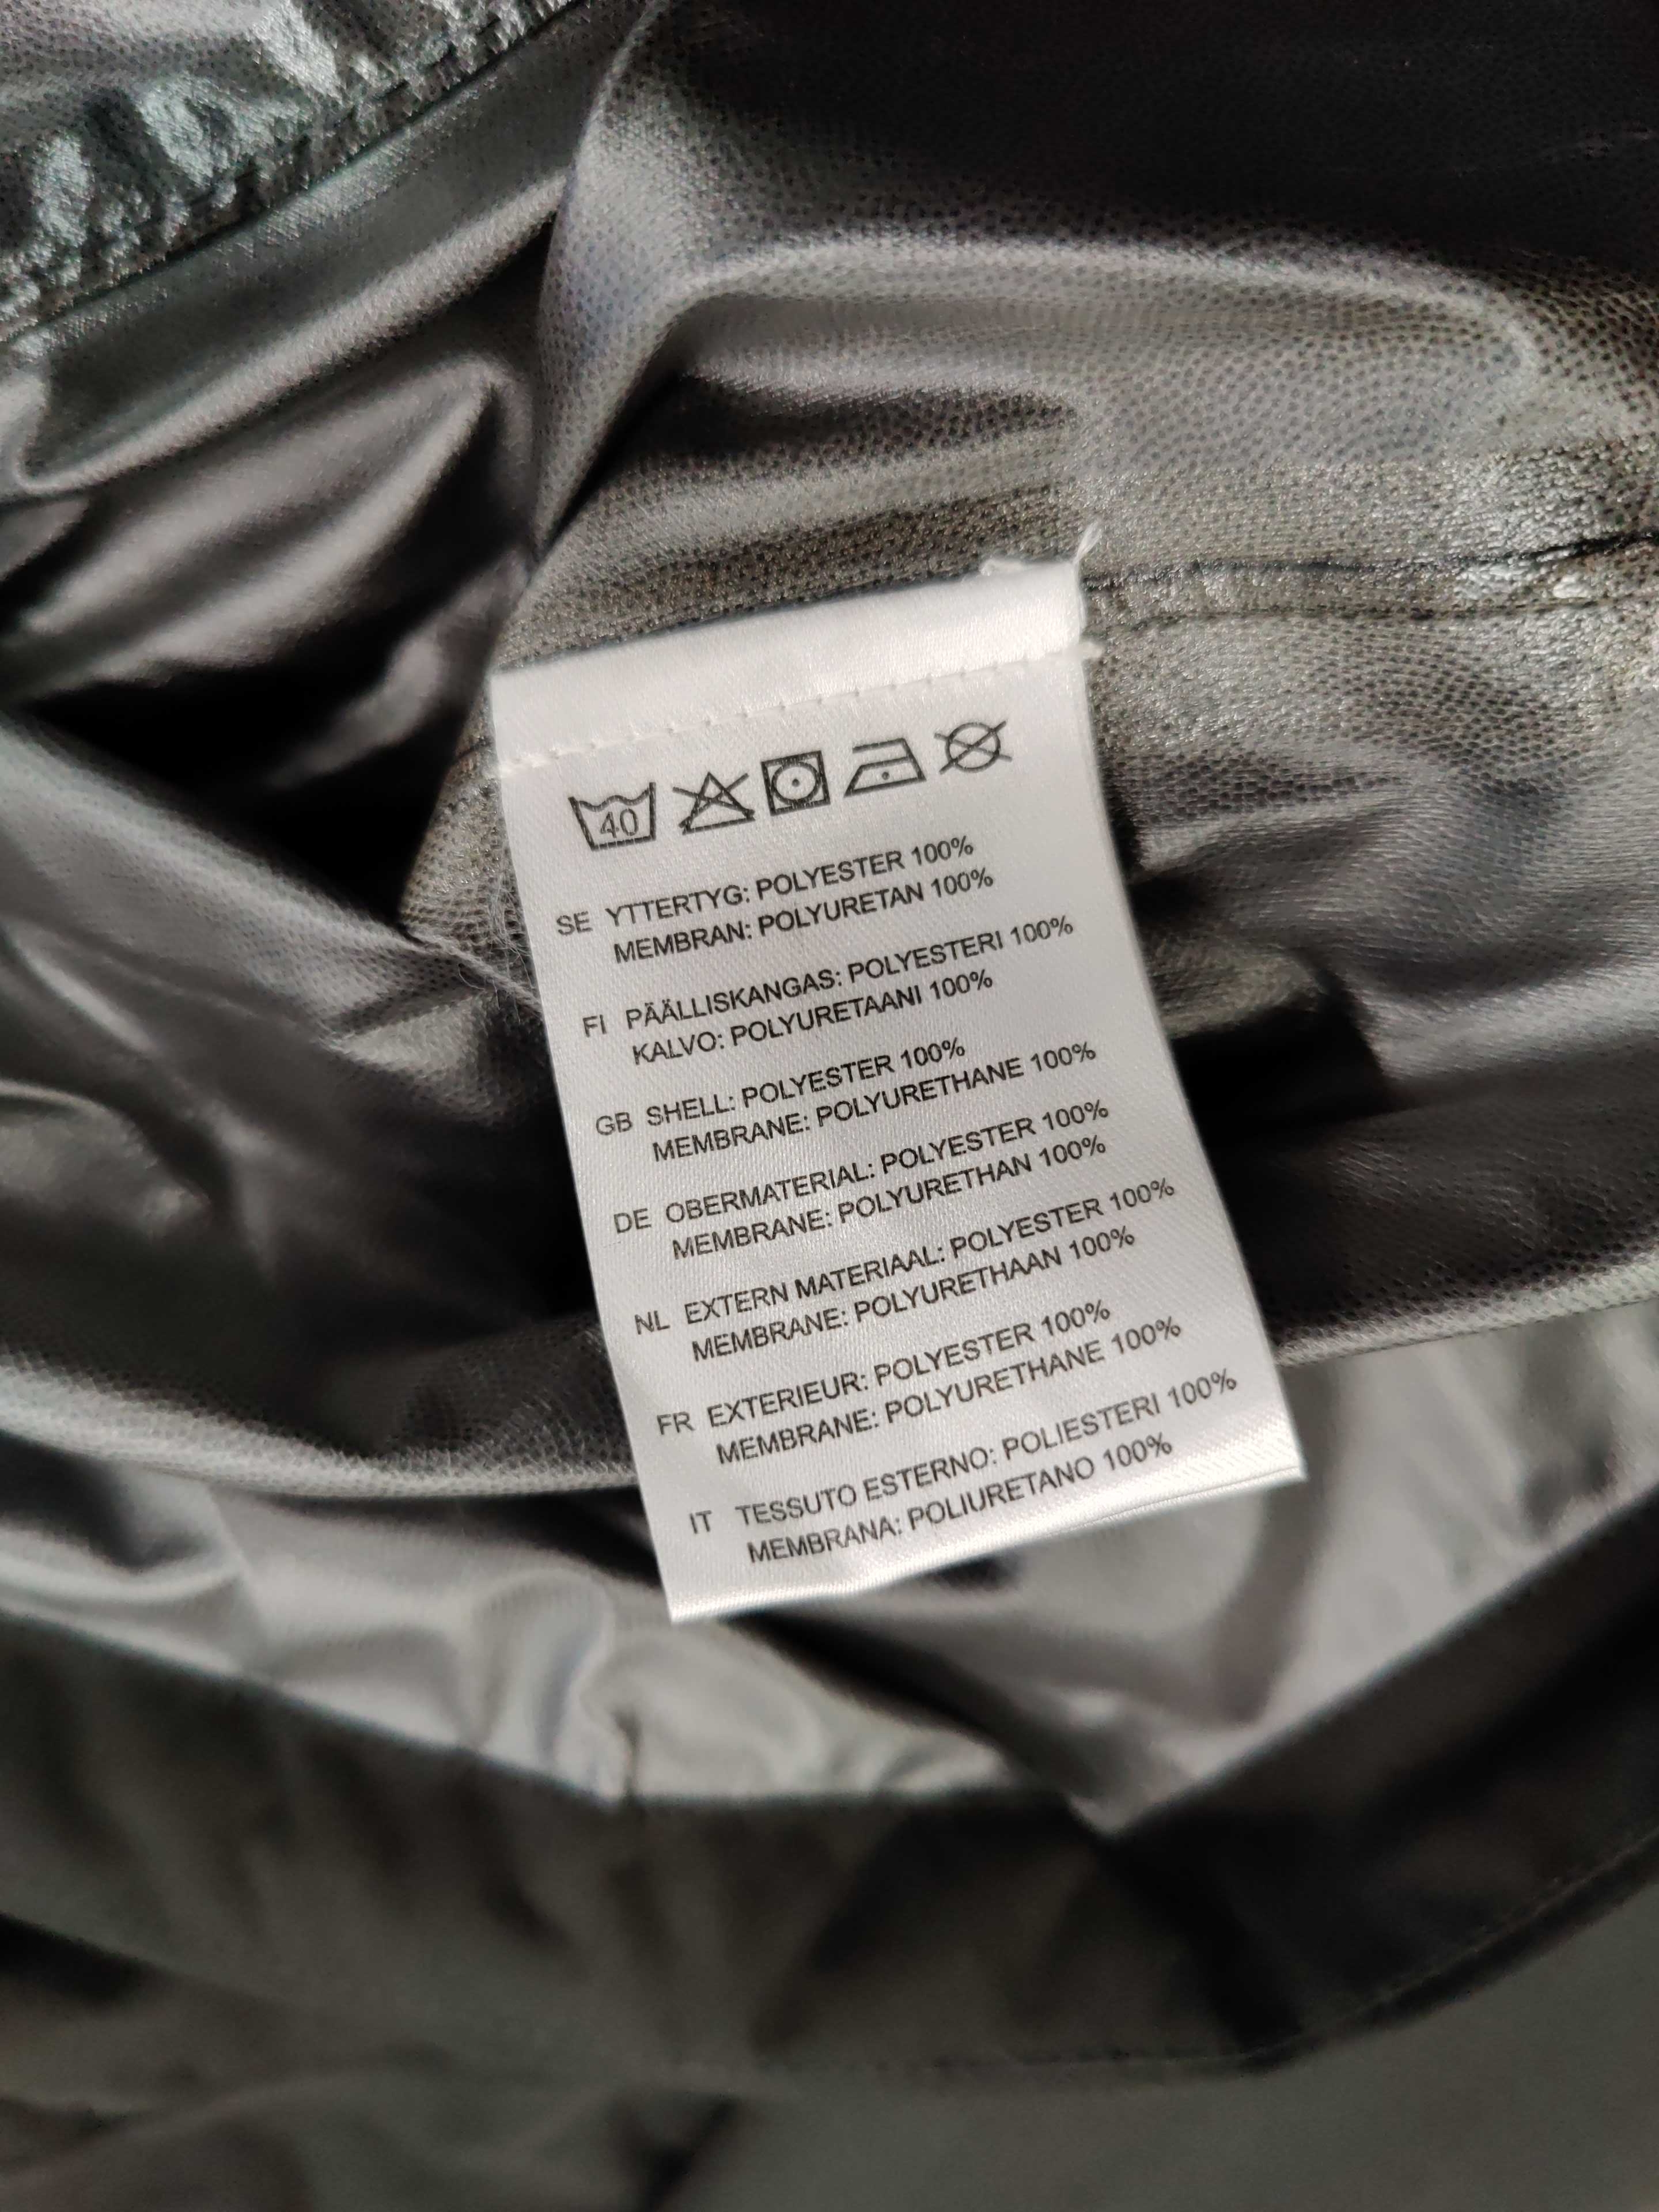 40
SE YTTERTYG: POLYESTER 100%
MEMBRAN: POLYURETAN 100%
FI PÄÄLLISKANGAS: POLYESTERI 100%
KALVO: POLYURETAANI 100%
GB SHELL: POLYESTER 100%
MEMBRANE: POLYURETHANE 100%
DE OBERMATERIAL: POLYESTER 100%
MEMBRANE: POLYURETHAN 100%
NL EXTERN MATERIAAL: POLYESTER 100%
MEMBRANE: POLYURETHAAN 100%
FR EXTERIEUR: POLYESTER 100%
MEMBRANE: POLYURETHANE 100%
IT TESSUTO ESTERNO: POLIESTERI 100%
MEMBRANA: POLIURETANO 100%